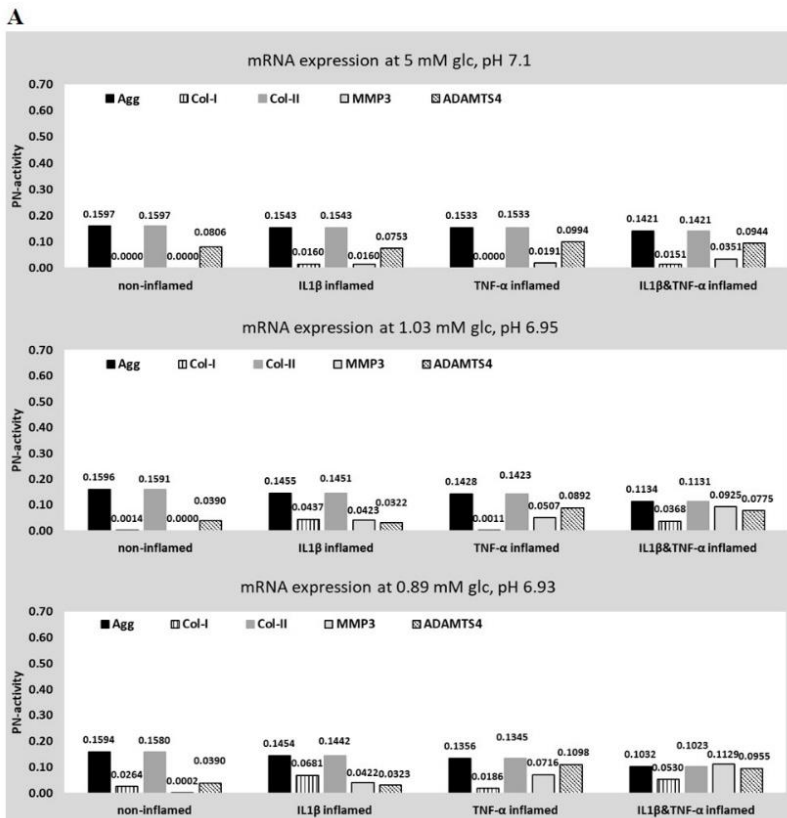 A
mRNA expression at 5 mM glc, pH 7.1
PN-activity
0.70
0.60
0.50
0.40
0.30
0.20
0.10
0.00
Agg Col-I Col-II MMP3 ADAMTS4
0.1597 0.0000 0.1597 0.0000 0.0806
0.1543 0.0160 0.1543 0.0160 0.0753
0.1533 0.0000 0.1533 0.0191 0.0994
0.1421 0.0151 0.1421 0.0351 0.0944
non-inflamed IL1β inflamed TNF-α inflamed IL1β&TNF-α inflamed
mRNA expression at 1.03 mM glc, pH 6.95
PN-activity
0.70
0.60
0.50
0.40
0.30
0.20
0.10
0.00
Agg Col-I Col-II MMP3 ADAMTS4
0.1596 0.0014 0.1591 0.0000 0.0390
0.1455 0.0437 0.1451 0.0423 0.0322
0.1428 0.0011 0.1423 0.0507 0.0892
0.1134 0.0368 0.1131 0.0925 0.0775
non-inflamed IL1β inflamed TNF-α inflamed IL1β&TNF-α inflamed
mRNA expression at 0.89 mM glc, pH 6.93
PN-activity
0.70
0.60
0.50
0.40
0.30
0.20
0.10
0.00
Agg Col-I Col-II MMP3 ADAMTS4
0.1594 0.0264 0.1580 0.0002 0.0390
0.1454 0.0681 0.1442 0.0422 0.0323
0.1356 0.0186 0.1345 0.0716 0.1098
0.1032 0.0530 0.1023 0.1129 0.0955
non-inflamed IL1β inflamed TNF-α inflamed IL1β&TNF-α inflamed